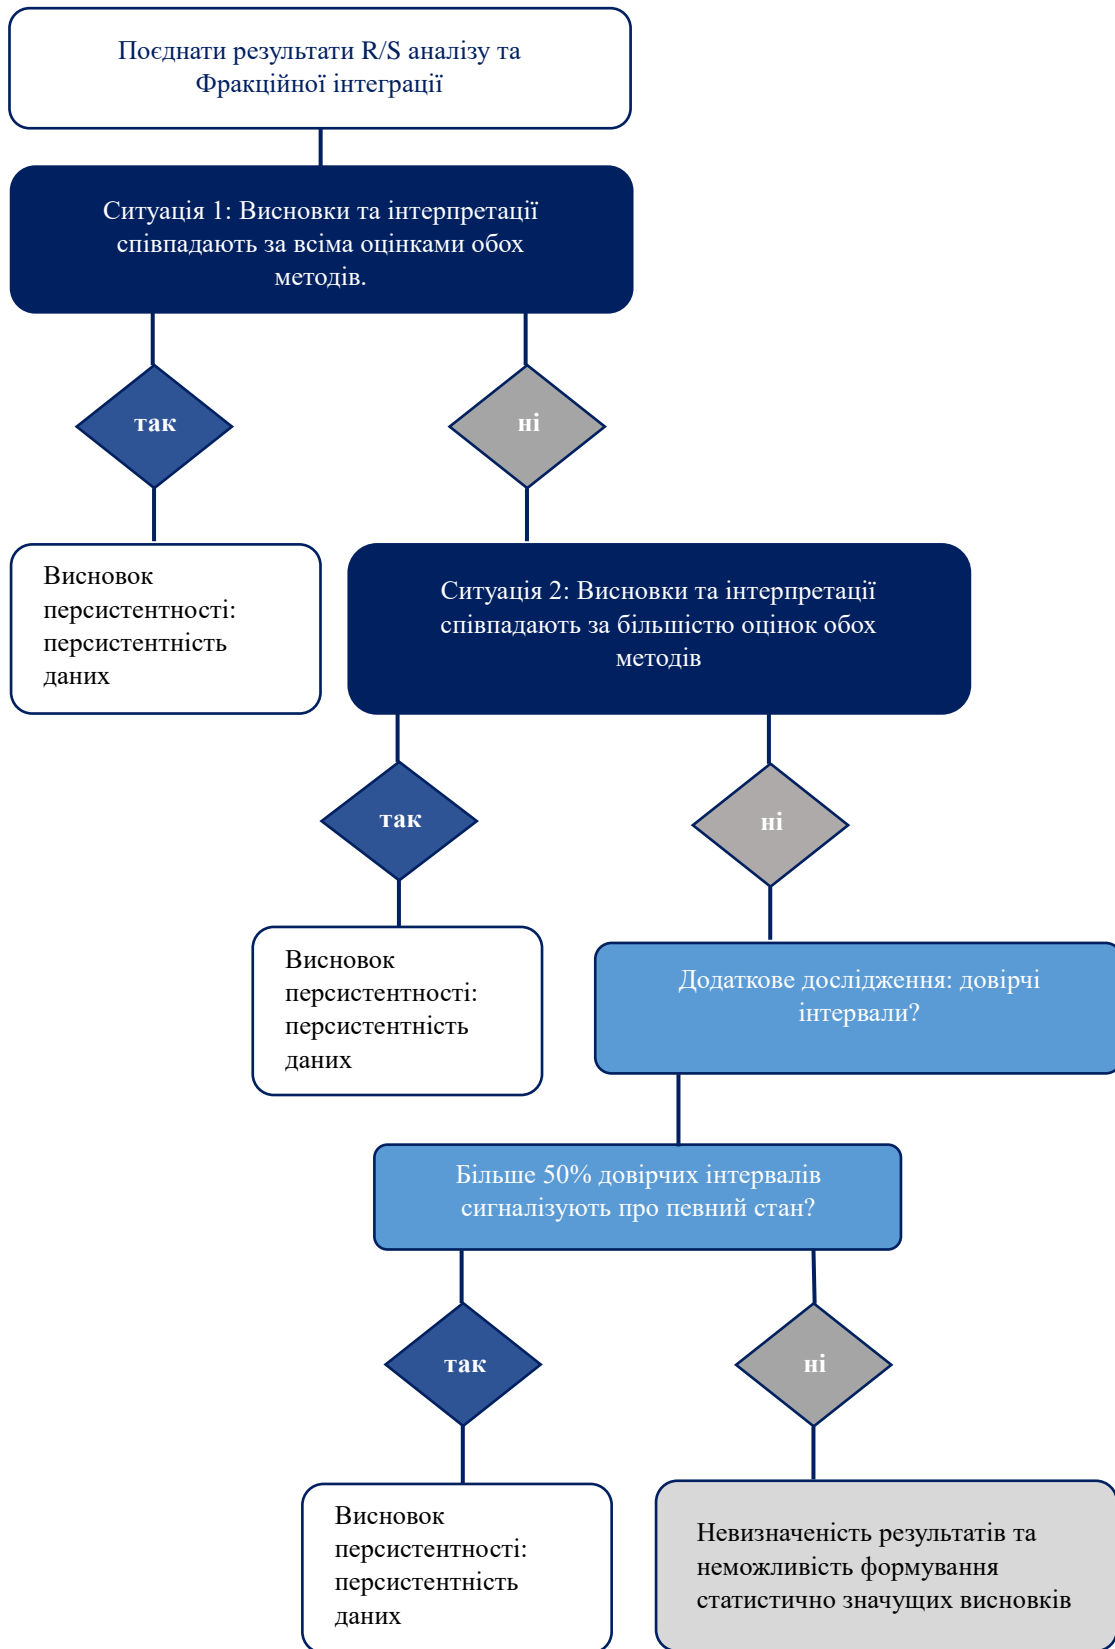 Поєднати результати R/S аналізу та
Фракційної інтеграції
Ситуація 1: Висновки та інтерпретації
співпадають за всіма оцінками обох
методів.
так
ні
Висновок
персистентності:
персистентність
даних
Ситуація 2: Висновки та інтерпретації
співпадають за більшістю оцінок обох
методів
так
ні
Висновок
персистентності:
персистентність
даних
Додаткове дослідження: довірчі
інтервали?
Більше 50% довірчих інтервалів
сигналізують про певний стан?
так
ні
Висновок
персистентності:
персистентність
даних
Невизначеність результатів та
неможливість формування
статистично значущих висновків